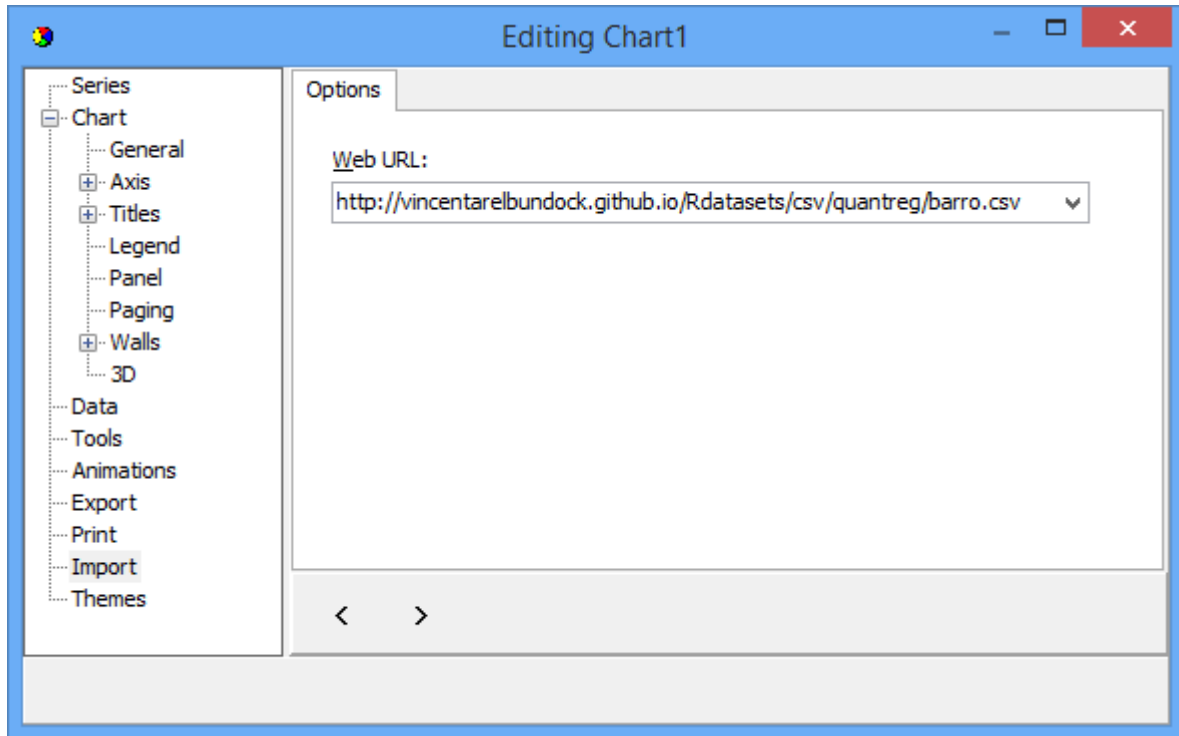 Editing Chart1
Series
Chart
General
Axis
Titles
Legend
Panel
Paging
Walls
3D
Data
Tools
Animations
Export
Print
Import
Themes
Options
Web URL:
http://vincentarelbundock.github.io/Rdatasets/csv/quantreg/barro.csv
< >